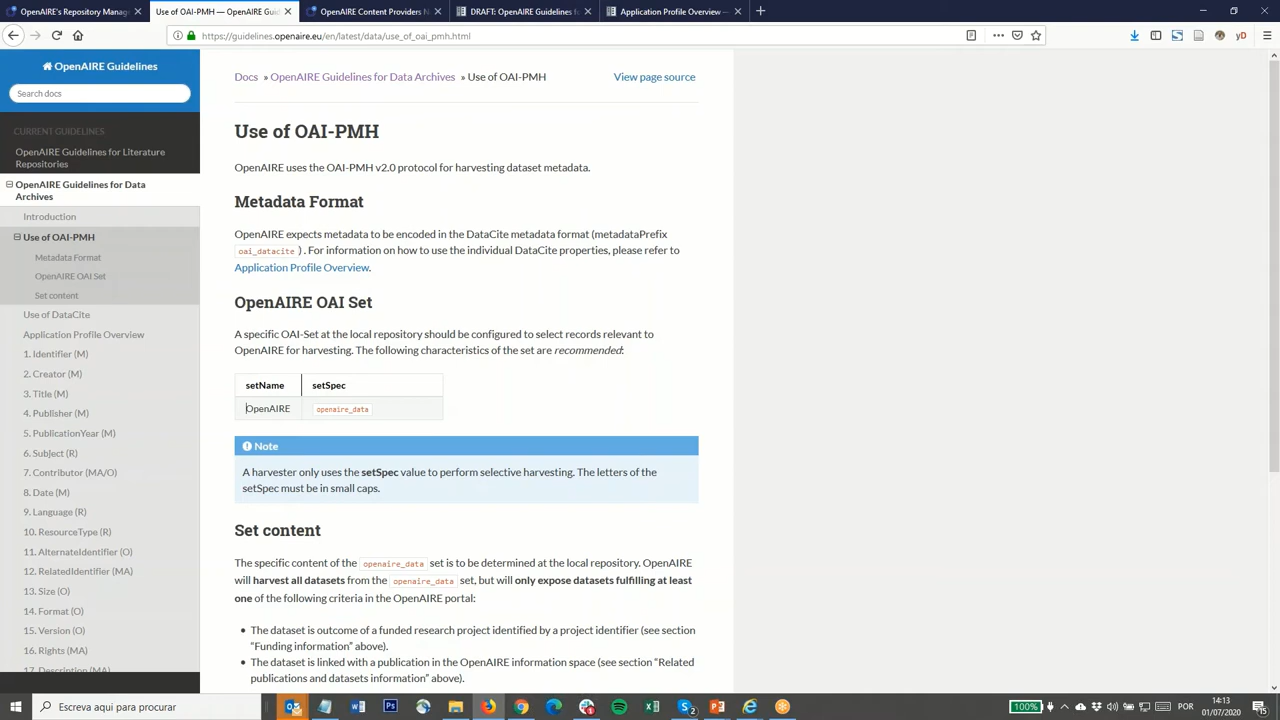 OpenAIRE's Repository Manag
Use of OAI-PMH — OpenAIRE Guid
OpenAIRE Content Providers N
DRAFT: OpenAIRE Guidelines for
Application Profile Overview —
https://guidelines.openaire.eu/en/latest/data/use_of_oai_pmh.html
OpenAIRE Guidelines
Search docs
CURRENT GUIDELINES
OpenAIRE Guidelines for Literature
Repositories
OpenAIRE Guidelines for Data
Archives
Introduction
Use of OAI-PMH
Metadata Format
OpenAIRE OAI Set
Set content
Use of DataCite
Application Profile Overview
1. Identifier (M)
2. Creator (M)
3. Title (M)
4. Publisher (M)
5. PublicationYear (M)
6. Subject (R)
7. Contributor (MA/O)
8. Date (M)
9. Language (R)
10. ResourceType (R)
11. AlternateIdentifier (O)
12. RelatedIdentifier (MA)
13. Size (O)
14. Format (O)
15. Version (O)
16. Rights (MA)
17. Description (MA)
Docs » OpenAIRE Guidelines for Data Archives » Use of OAI-PMH
View page source
Use of OAI-PMH
OpenAIRE uses the OAI-PMH v2.0 protocol for harvesting dataset metadata.
Metadata Format
OpenAIRE expects metadata to be encoded in the DataCite metadata format (metadataPrefix
oai_datacite ) . For information on how to use the individual DataCite properties, please refer to
Application Profile Overview.
OpenAIRE OAI Set
A specific OAI-Set at the local repository should be configured to select records relevant to
OpenAIRE for harvesting. The following characteristics of the set are recommended:
setName setSpec
OpenAIRE openaire_data
Note
A harvester only uses the setSpec value to perform selective harvesting. The letters of the
setSpec must be in small caps.
Set content
The specific content of the openaire_data set is to be determined at the local repository. OpenAIRE
will harvest all datasets from the openaire_data set, but will only expose datasets fulfilling at least
one of the following criteria in the OpenAIRE portal:
• The dataset is outcome of a funded research project identified by a project identifier (see section
“Funding information” above).
• The dataset is linked with a publication in the OpenAIRE information space (see section “Related
publications and datasets information” above).
Escreva aqui para procurar
100%
POR
14:13
01/07/2020
15